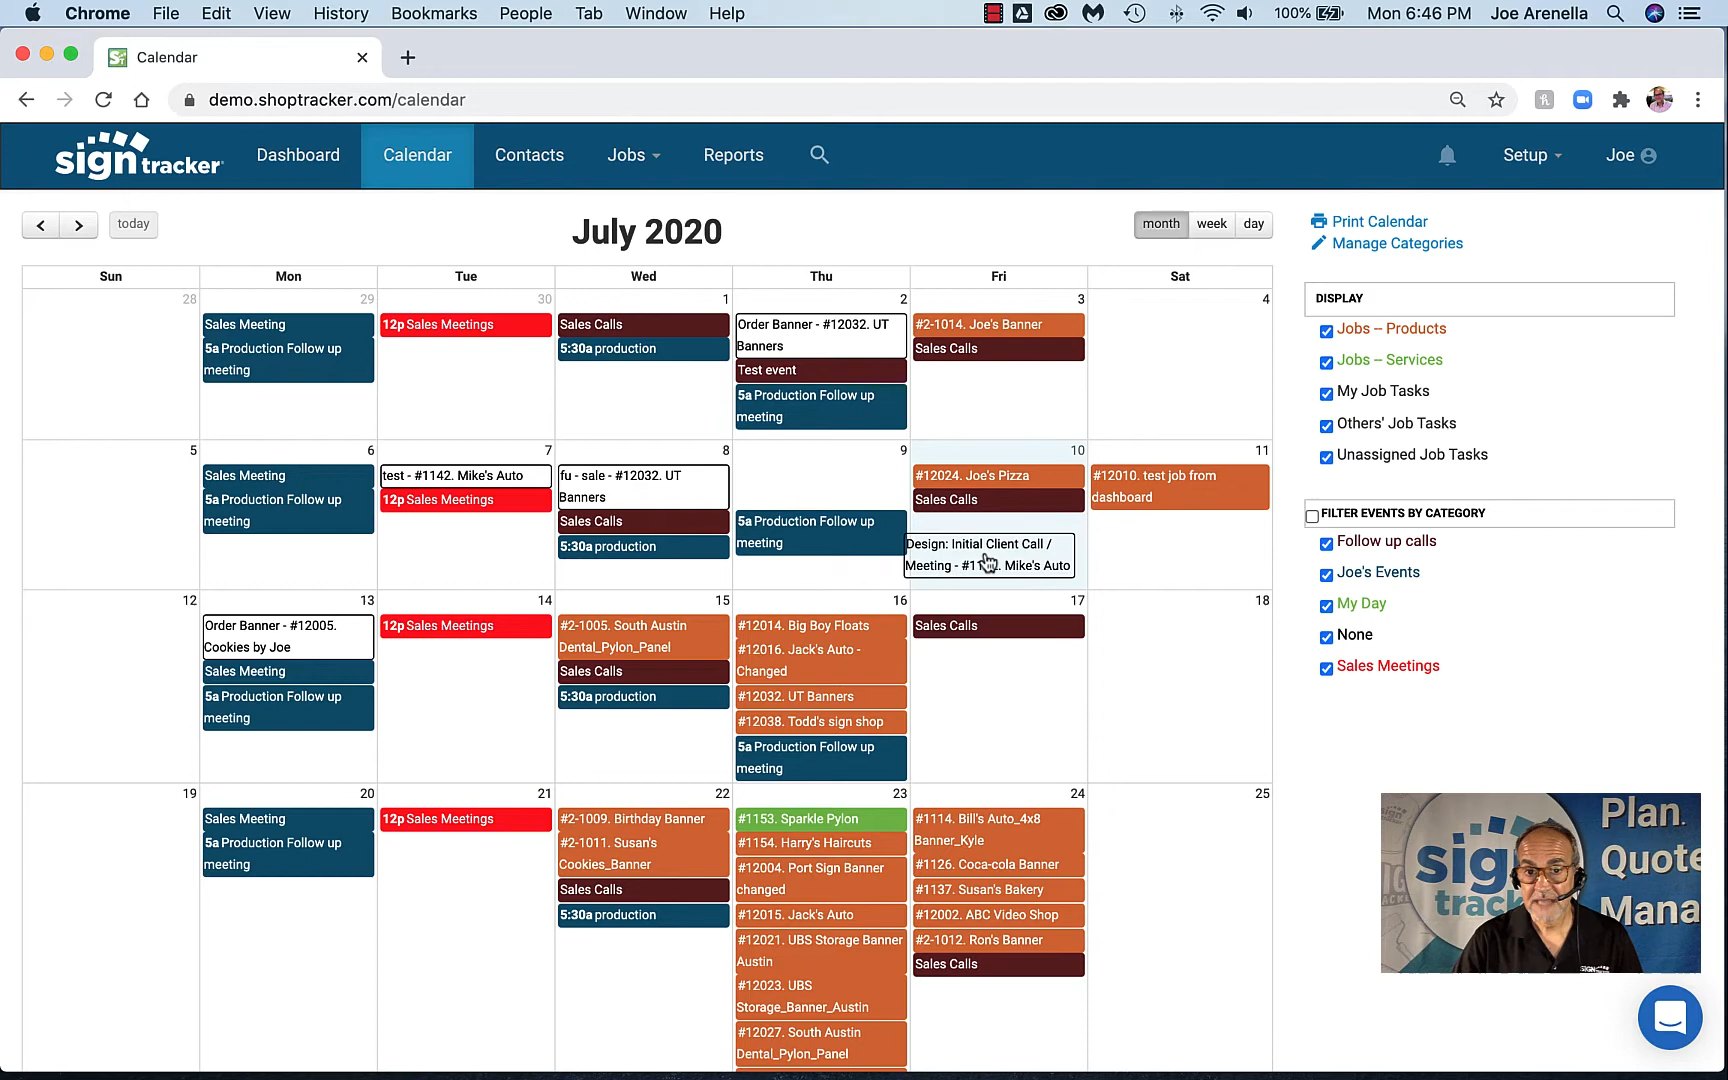 Chrome File Edit View History Bookmarks People Tab Window Help 100% Mon 6:46 PM Joe Arenella
Calendar
demo.shoptracker.com/calendar
sign tracker Dashboard Calendar Contacts Jobs Reports Setup Joe
today July 2020 month week day
Print Calendar
Manage Categories
Sun Mon Tue Wed Thu Fri Sat
28 29 30 1 2 3 4
Sales Meeting
5a Production Follow up
meeting
12p Sales Meetings
Sales Calls
5:30a production
Order Banner - #12032. UT
Banners
Test event
5a Production Follow up
meeting
#2-1014. Joe's Banner
Sales Calls
5 6 7 8 9 10 11
Sales Meeting
5a Production Follow up
meeting
test - #1142. Mike's Auto
12p Sales Meetings
fu - sale - #12032. UT
Banners
Sales Calls
5:30a production
5a Production Follow up
meeting
#12024. Joe's Pizza
Sales Calls
Design: Initial Client Call /
Meeting - Mike's Auto
#12010. test job from
dashboard
12 13 14 15 16 17 18
Order Banner - #12005.
Cookies by Joe
Sales Meeting
5a Production Follow up
meeting
12p Sales Meetings
#2-1005. South Austin
Dental_Pylon_Panel
Sales Calls
5:30a production
#12014. Big Boy Floats
#12016. Jack's Auto -
Changed
#12032. UT Banners
#12038. Todd's sign shop
5a Production Follow up
meeting
Sales Calls
19 20 21 22 23 24 25
Sales Meeting
5a Production Follow up
meeting
12p Sales Meetings
#2-1009. Birthday Banner
#2-1011. Susan's
Cookies_Banner
Sales Calls
5:30a production
#1153. Sparkle Pylon
#1154. Harry's Haircuts
#12004. Port Sign Banner
changed
#12015. Jack's Auto
#12021. UBS Storage Banner
Austin
#12023. UBS
Storage_Banner_Austin
#12027. South Austin
Dental_Pylon_Panel
#1114. Bill's Auto_4x8
Banner_Kyle
#1126. Coca-cola Banner
#1137. Susan's Bakery
#12002. ABC Video Shop
#2-1012. Ron's Banner
Sales Calls
DISPLAY
Jobs -- Products
Jobs -- Services
My Job Tasks
Others' Job Tasks
Unassigned Job Tasks
FILTER EVENTS BY CATEGORY
Follow up calls
Joe's Events
My Day
None
Sales Meetings
Plan.
Quote
Mana
sign
track